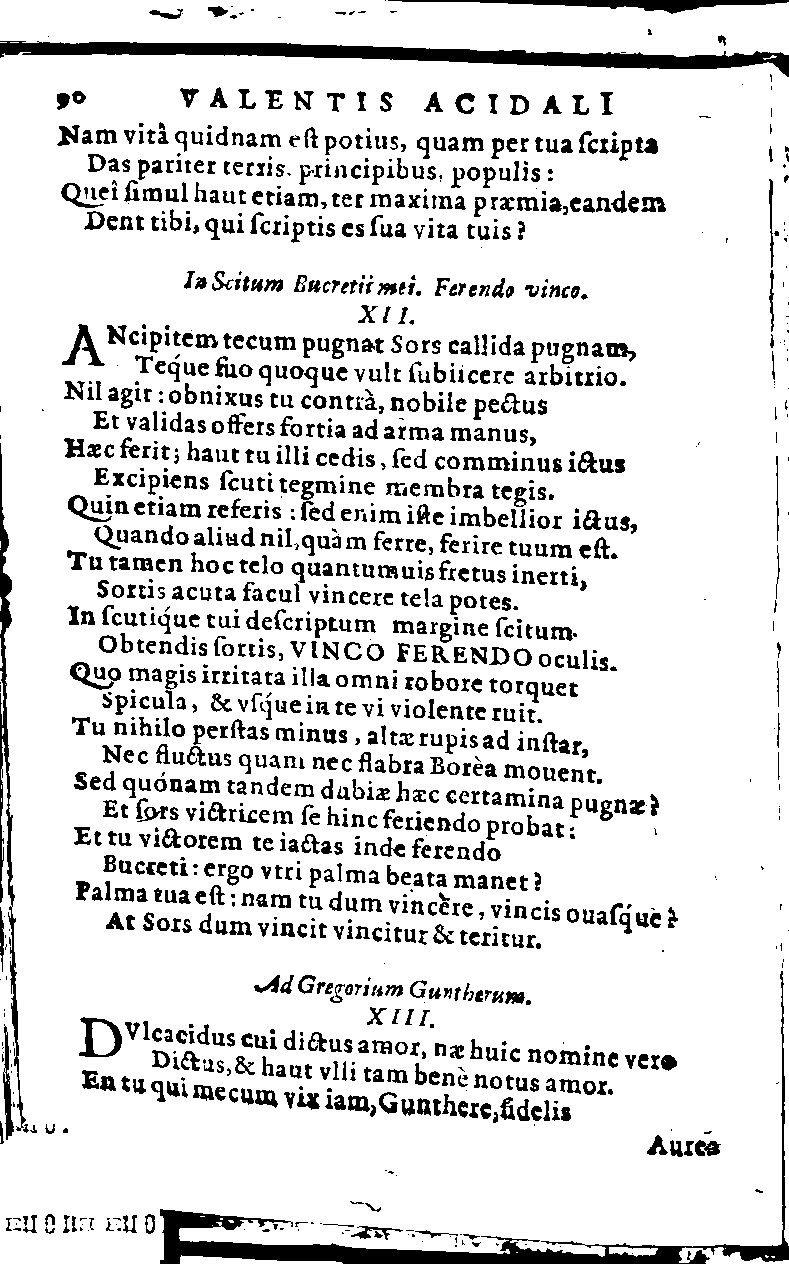 90 VALENTIS ACIDALI
Nam vitâ quidnam eſt potius, quam per tua ſcripta
Das pariter terris, principibus, populis:
Quei ſimul haut etiam, ter maxima præmia, eandem
Dent tibi, qui ſcriptis es ſua vita tuis?
In Scitum Bucretii mei. Ferendo vinco.
XII.
ANcipitem tecum pugnat Sors callida pugnam,
Teq́ue ſuo quoque vult ſubiicere arbitrio.
Nil agit: obnixus tu contrà, nobile pectus
Et validas offers fortia ad arma manus,
Hæc ferit; haut tu illi cedis, ſed comminus ictus
Excipiens ſcuti tegmine membra tegis.
Quin etiam referis: ſed enim iſte imbellior ictus,
Quando aliud nil, quàm ferre, ferire tuum eſt.
Tu tamen hoc telo quantumuis fretus inerti,
Sortis acuta facul vincere tela potes.
In ſcutiq́ue tui deſcriptum margine ſcitum
Obtendis ſortis, VINCO FERENDO oculis.
Quo magis irritata illa omni robore torquet
Spicula, & vſq́ue in te vi violente ruit.
Tu nihilo perſtas minus, altæ rupis ad inſtar,
Nec fluctus quam nec flabra Borèa mouent.
Sed quónam tandem dubiæ hæc certamina pugnæ?
Et ſors victricem ſe hinc feriendo probat:
Et tu victorem te iactas inde ferendo
Bucreti: ergo vtri palma beata manet?
Palma tua eſt: nam tu dum vincère, vincis ouaſq́uè?
At Sors dum vincit vincitur & teritur.
Ad Gregorium Guntherum.
XIII.
DVlcacidus cui dictus amor, næ huic nomine vero
Dictus, & haut vlli tam benè notus amor.
En tu qui mecum vix iam, Gunthere, fidelis
Aurea